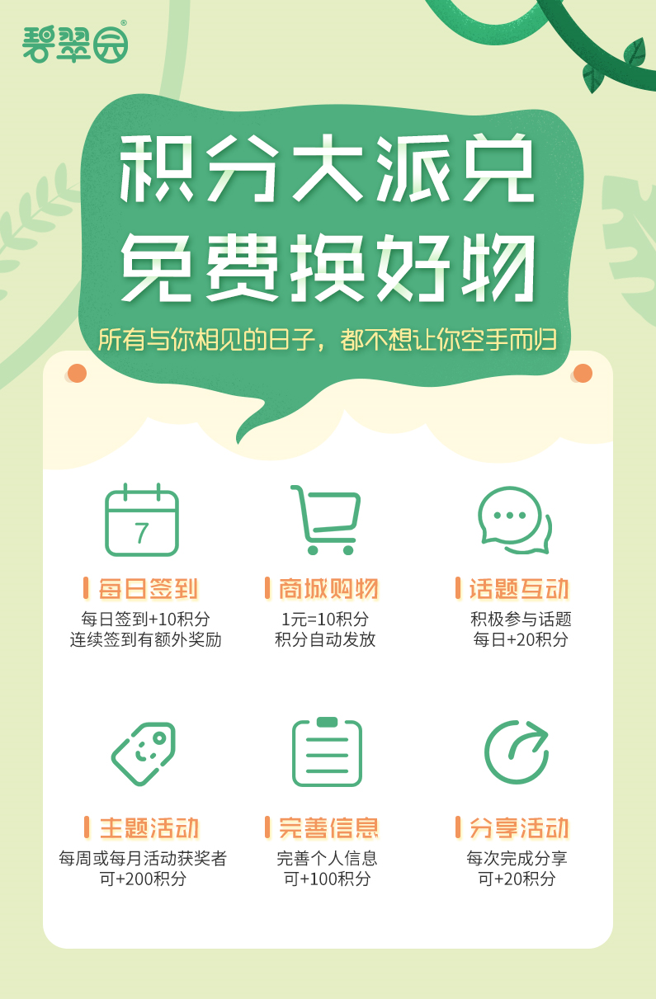 碧翠园®
积分大派兑
免费换好物
所有与你相见的日子，都不想让你空手而归
7
每日签到
每日签到+10积分
连续签到有额外奖励
商城购物
1元=10积分
积分自动发放
话题互动
积极参与话题
每日+20积分
主题活动
每周或每月活动获奖者
可+200积分
完善信息
完善个人信息
可+100积分
分享活动
每次完成分享
可+20积分